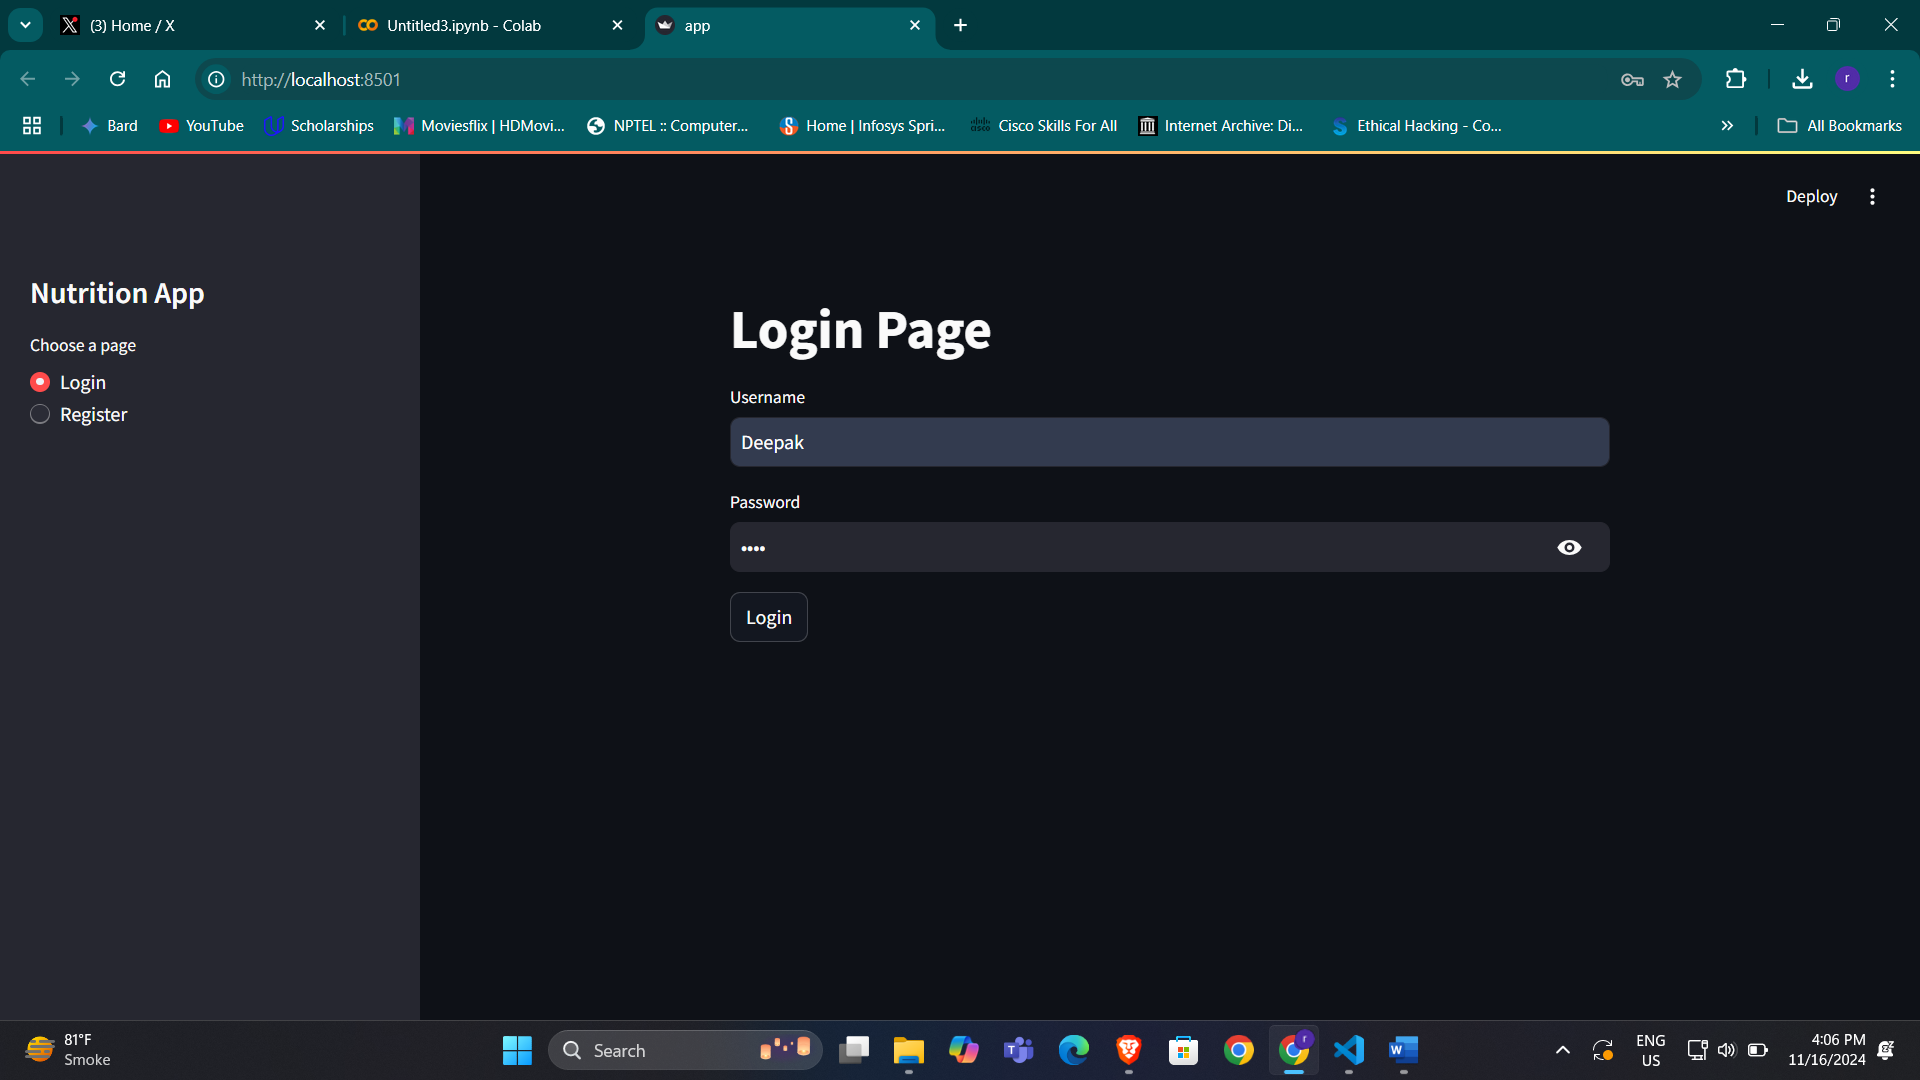 (3) Home / X
Untitled3.ipynb - Colab
app
http://localhost:8501
r
Bard
YouTube
Scholarships
Moviesflix | HDMovi...
NPTEL :: Computer...
Home | Infosys Spri...
Cisco Skills For All
Internet Archive: Di...
Ethical Hacking - Co...
All Bookmarks
Deploy
Nutrition App
Choose a page
Login
Register
Login Page
Username
Deepak
Password
••••
Login
81°F
Smoke
Search
ENG
US
4:06 PM
11/16/2024